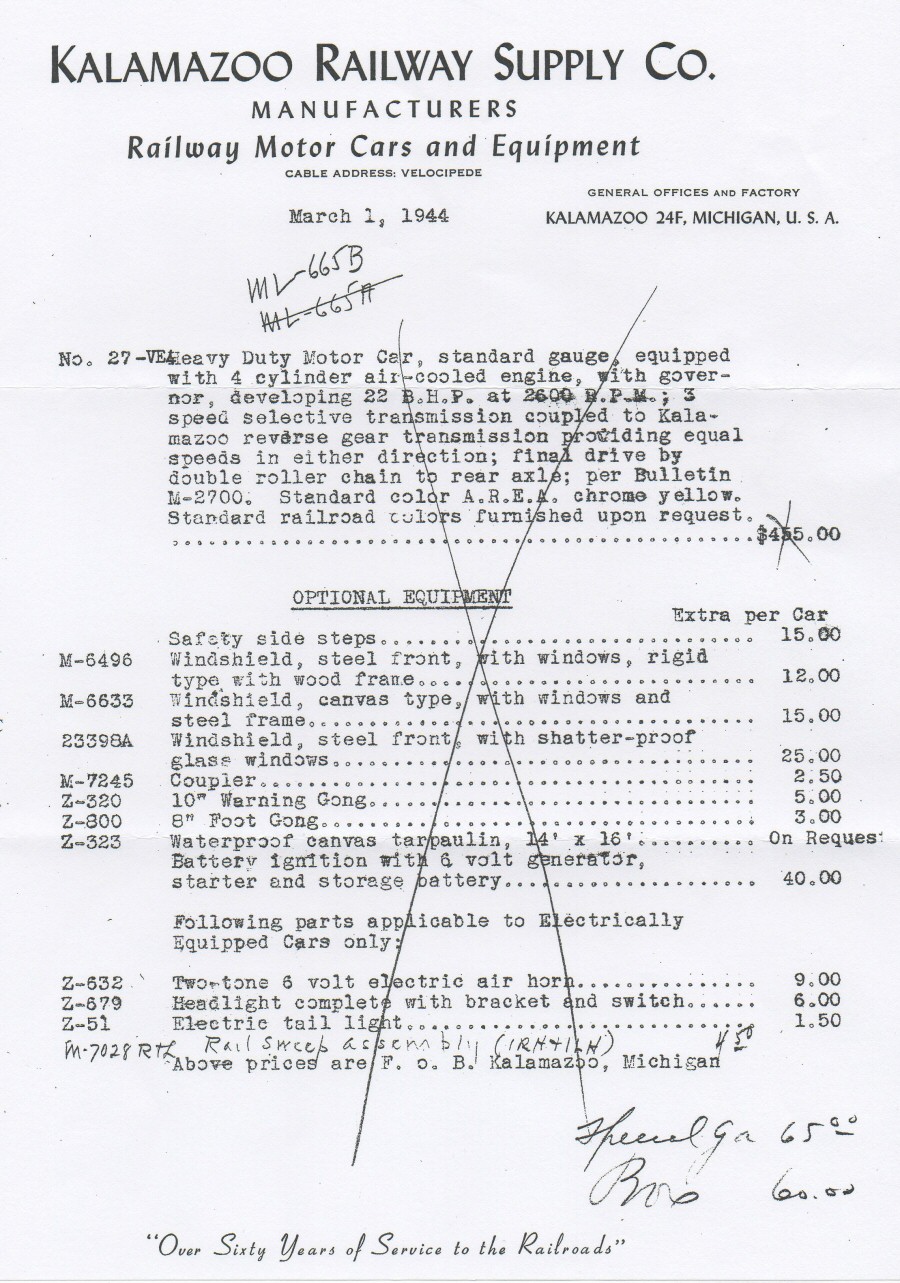 KALAMAZOO RAILWAY SUPPLY CO.
MANUFACTURERS
Railway Motor Cars and Equipment
CABLE ADDRESS: VELOCIPEDE
GENERAL OFFICES AND FACTORY
March 1, 1944
KALAMAZOO 24F, MICHIGAN, U. S. A.
ML-665B
ML-665A
No. 27-VE4 Heavy Duty Motor Car, standard gauge, equipped
with 4 cylinder air-cooled engine, with gover-
nor, developing 22 B.H.P. at 2600 R.P.M.; 3
speed selective transmission coupled to Kala-
mazoo reverse gear transmission providing equal
speeds in either direction; final drive by
double roller chain to rear axle; per Bulletin
M-2700. Standard color A.R.E.A. chrome yellow.
Standard railroad colors furnished upon request.
$455.00
OPTIONAL EQUIPMENT
Extra per Car
Safety side steps 15.00
M-6496 Windshield, steel front, with windows, rigid
type with wood frame 12.00
M-6633 Windshield, canvas type, with windows and
steel frame 15.00
23398A Windshield, steel front, with shatter-proof
glass windows 25.00
M-7245 Coupler 2.50
Z-320 10" Warning Gong 5.00
Z-800 8" Foot Gong 3.00
Z-323 Waterproof canvas tarpaulin, 14' x 16' On Request
Battery ignition with 6 volt generator,
starter and storage battery 40.00
Following parts applicable to Electrically
Equipped Cars only:
Z-632 Two-tone 6 volt electric air horn 9.00
Z-679 Headlight complete with bracket and switch 6.00
Z-51 Electric tail light 1.50
M-7028 R+L Rail Sweep assembly (1RH+1LH) 4.50
Above prices are F. o. B. Kalamazoo, Michigan
Special Ga 65.00
Box 60.00
"Over Sixty Years of Service to the Railroads"